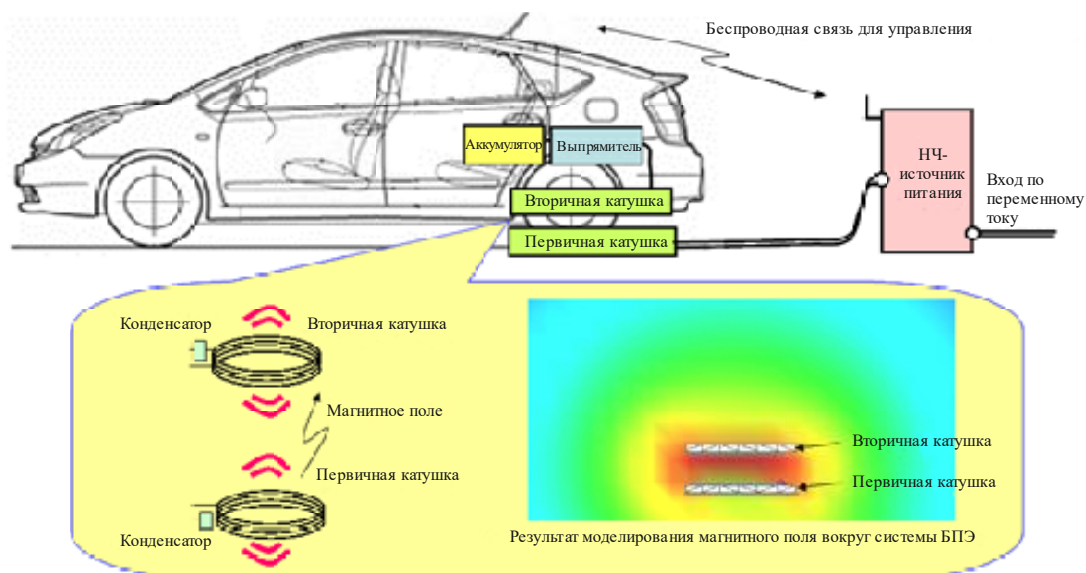 Беспроводная связь для управления
Аккумулятор
Выпрямитель
НЧ-
источник
питания
Вход по
переменному
току
Вторичная катушка
Первичная катушка
Конденсатор
Вторичная катушка
Магнитное поле
Первичная катушка
Конденсатор
Вторичная катушка
Первичная катушка
Результат моделирования магнитного поля вокруг системы БПЭ